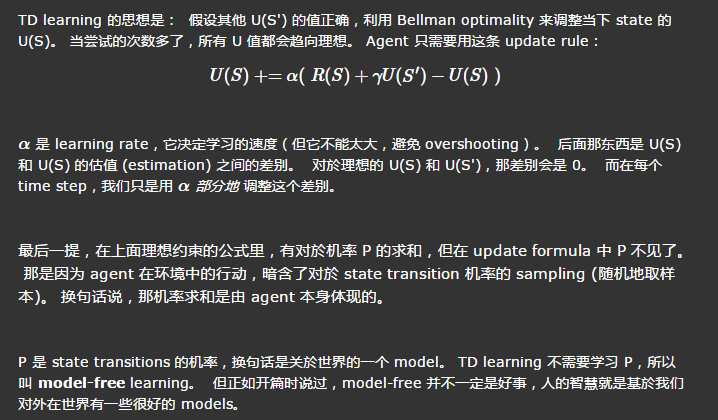 TD learning 的思想是： 假设其他 U(S') 的值正确，利用 Bellman optimality 来调整当下 state 的
U(S)。 当尝试的次数多了，所有 U 值都会趋向理想。 Agent 只需要用这条 update rule：
U(S) += α( R(S) + γU(S′) − U(S) )
α 是 learning rate，它决定学习的速度（但它不能太大，避免 overshooting）。 后面那东西是 U(S)
和 U(S) 的估值 (estimation) 之间的差别。 对於理想的 U(S) 和 U(S')，那差别会是 0。 而在每个
time step，我们只是用 α 部分地 调整这个差别。
最后一提，在上面理想约束的公式里，有对於机率 P 的求和，但在 update formula 中 P 不见了。
那是因为 agent 在环境中的行动，暗含了对於 state transition 机率的 sampling (随机地取样
本)。 换句话说，那机率求和是由 agent 本身体现的。
P 是 state transitions 的机率，换句话是关於世界的一个 model。 TD learning 不需要学习 P，所以
叫 model-free learning。 但正如开篇时说过，model-free 并不一定是好事，人的智慧就是基於我们
对外在世界有一些很好的 models。